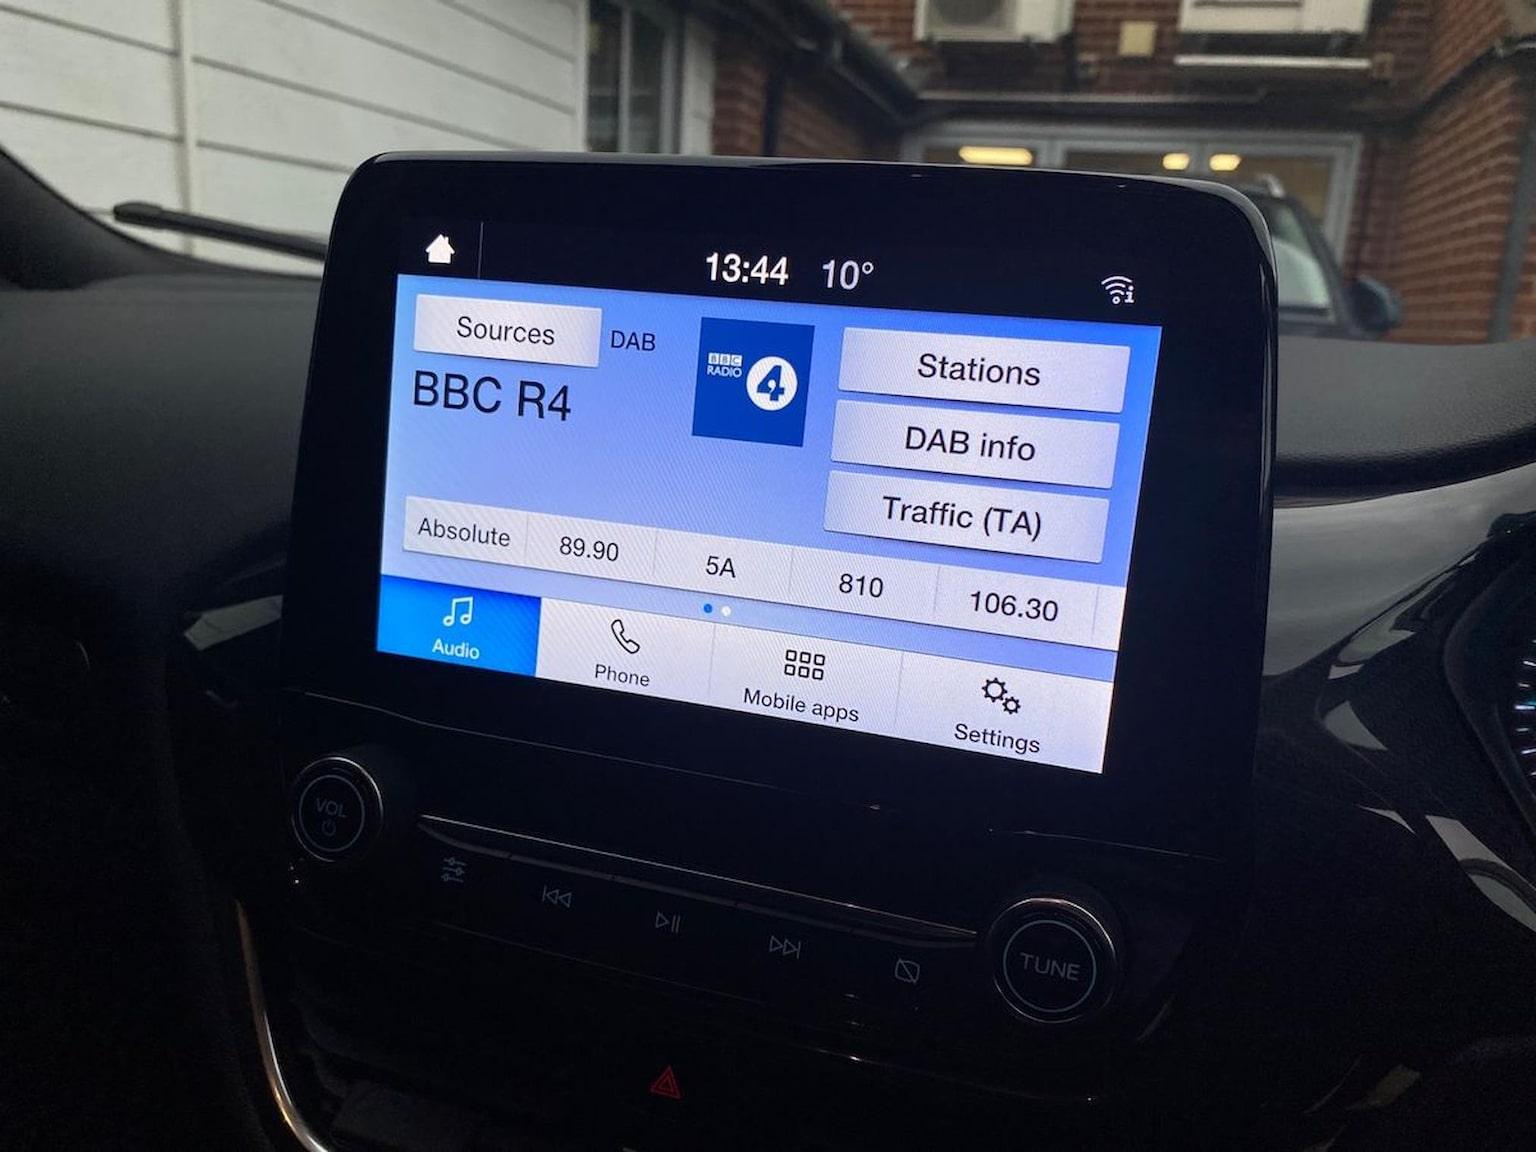 13:44 10°
Sources DAB
BBC R4
BBC
RADIO 4
Stations
DAB info
Traffic (TA)
Absolute 89.90 5A 810 106.30
Audio Phone Mobile apps Settings
VOL
TUNE